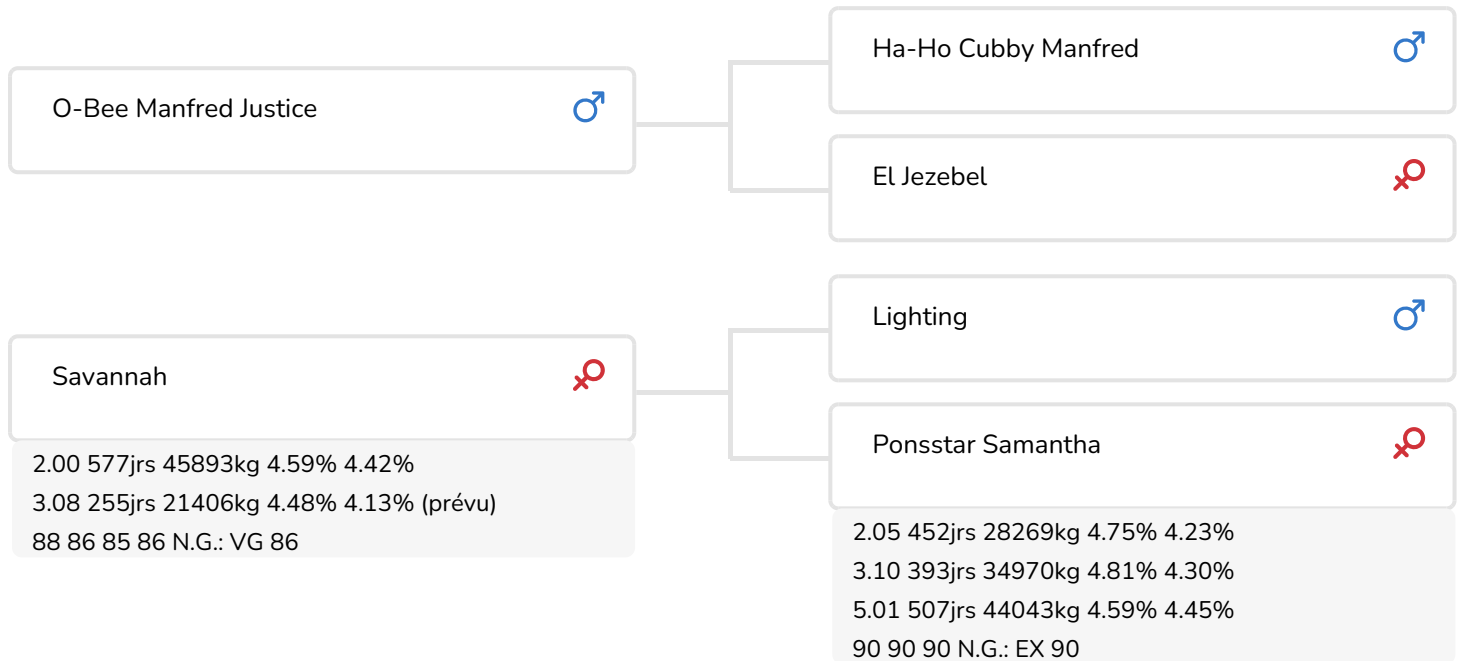 Ha-Ho Cubby Manfred
O-Bee Manfred Justice
El Jezebel
Lighting
Savannah
Ponsstar Samantha
2.00 577jrs 45893kg 4.59% 4.42%
3.08 255jrs 21406kg 4.48% 4.13% (prévu)
88 86 85 86 N.G.: VG 86
2.05 452jrs 28269kg 4.75% 4.23%
3.10 393jrs 34970kg 4.81% 4.30%
5.01 507jrs 44043kg 4.59% 4.45%
90 90 90 N.G.: EX 90